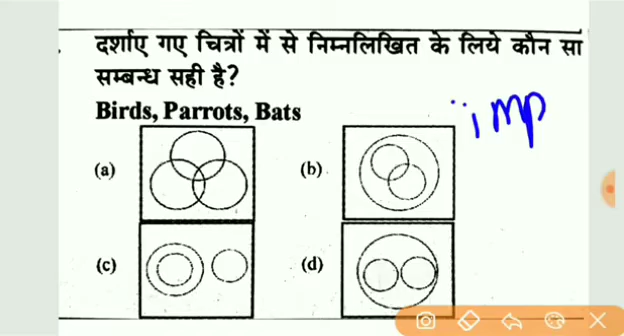 दर्शाए गए चित्रों में से निम्नलिखित के लिये कौन सा
सम्बन्ध सही है?
Birds, Parrots, Bats
imp
(a)
(b)
(c)
(d)